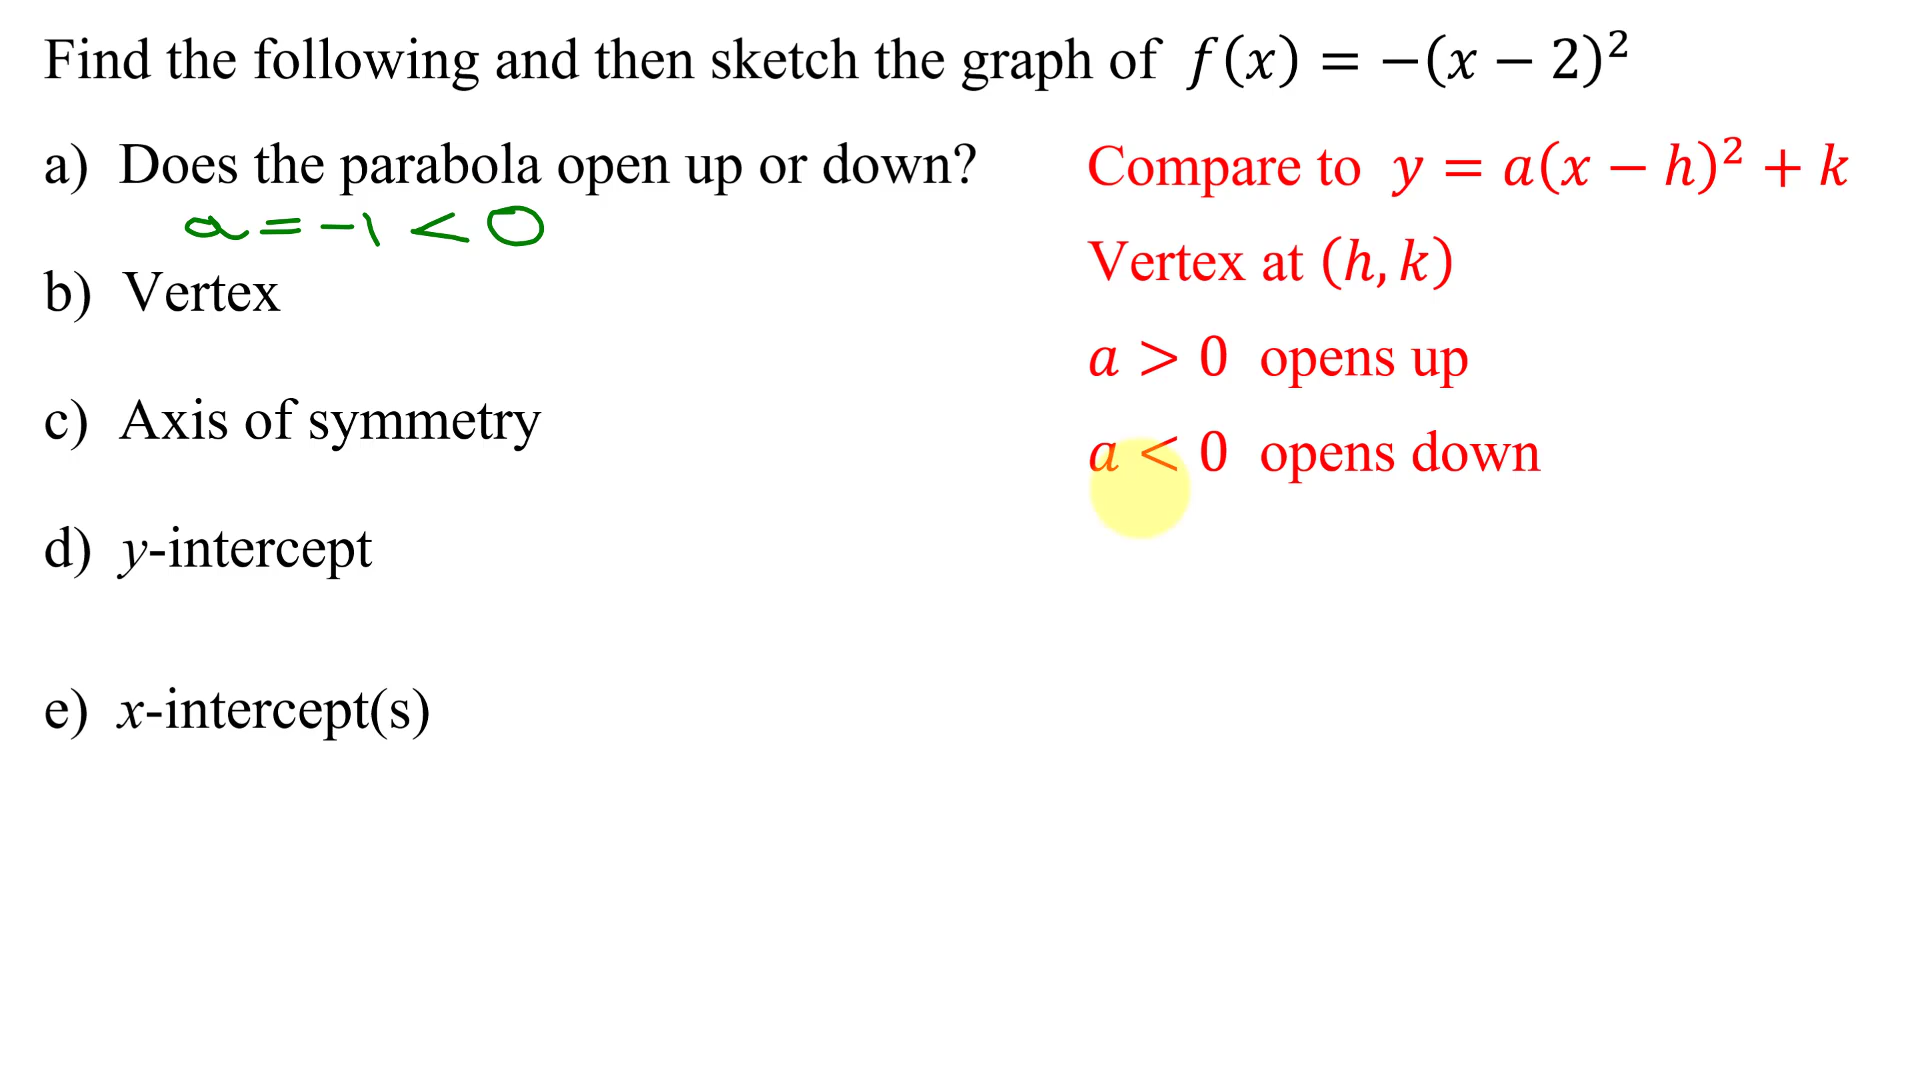 Find the following and then sketch the graph of f(x) = −(x − 2)²
a) Does the parabola open up or down?
a = −1 < 0
b) Vertex
c) Axis of symmetry
d) y-intercept
e) x-intercept(s)
Compare to y = a(x − h)² + k
Vertex at (h, k)
a > 0 opens up
a < 0 opens down